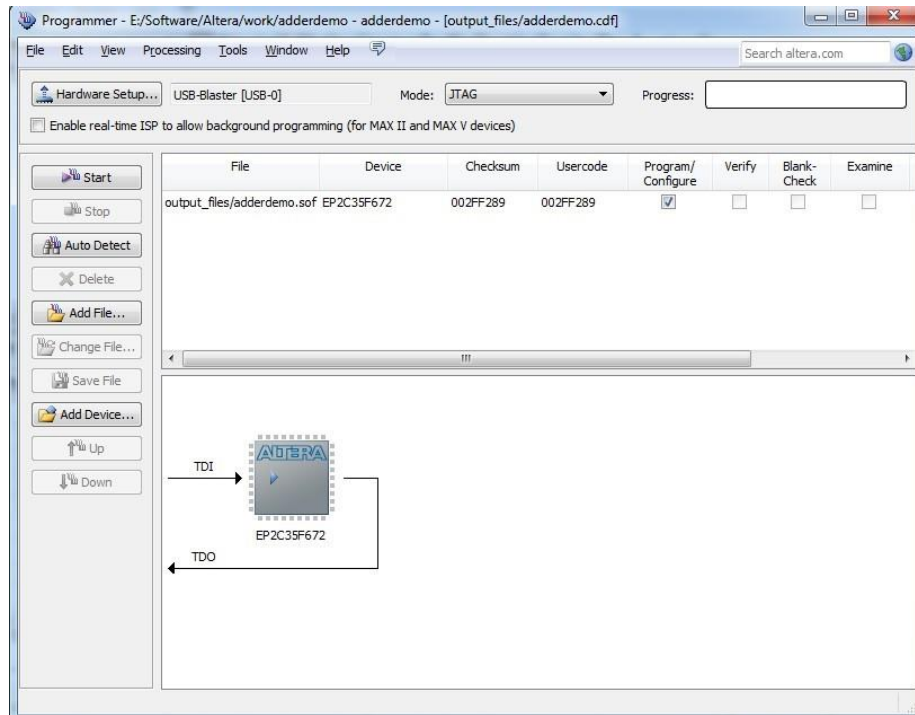 Programmer - E:/Software/Altera/work/adderdemo - adderdemo - [output_files/adderdemo.cdf]
File Edit View Processing Tools Window Help
Search altera.com
Hardware Setup... USB-Blaster [USB-0] Mode: JTAG Progress:
Enable real-time ISP to allow background programming (for MAX II and MAX V devices)
Start
Stop
Auto Detect
Delete
Add File...
Change File...
Save File
Add Device...
Up
Down
File Device Checksum Usercode Program/ Verify Blank- Examine
Configure Check
output_files/adderdemo.sof EP2C35F672 002FF289 002FF289
TDI
ALTERA
EP2C35F672
TDO